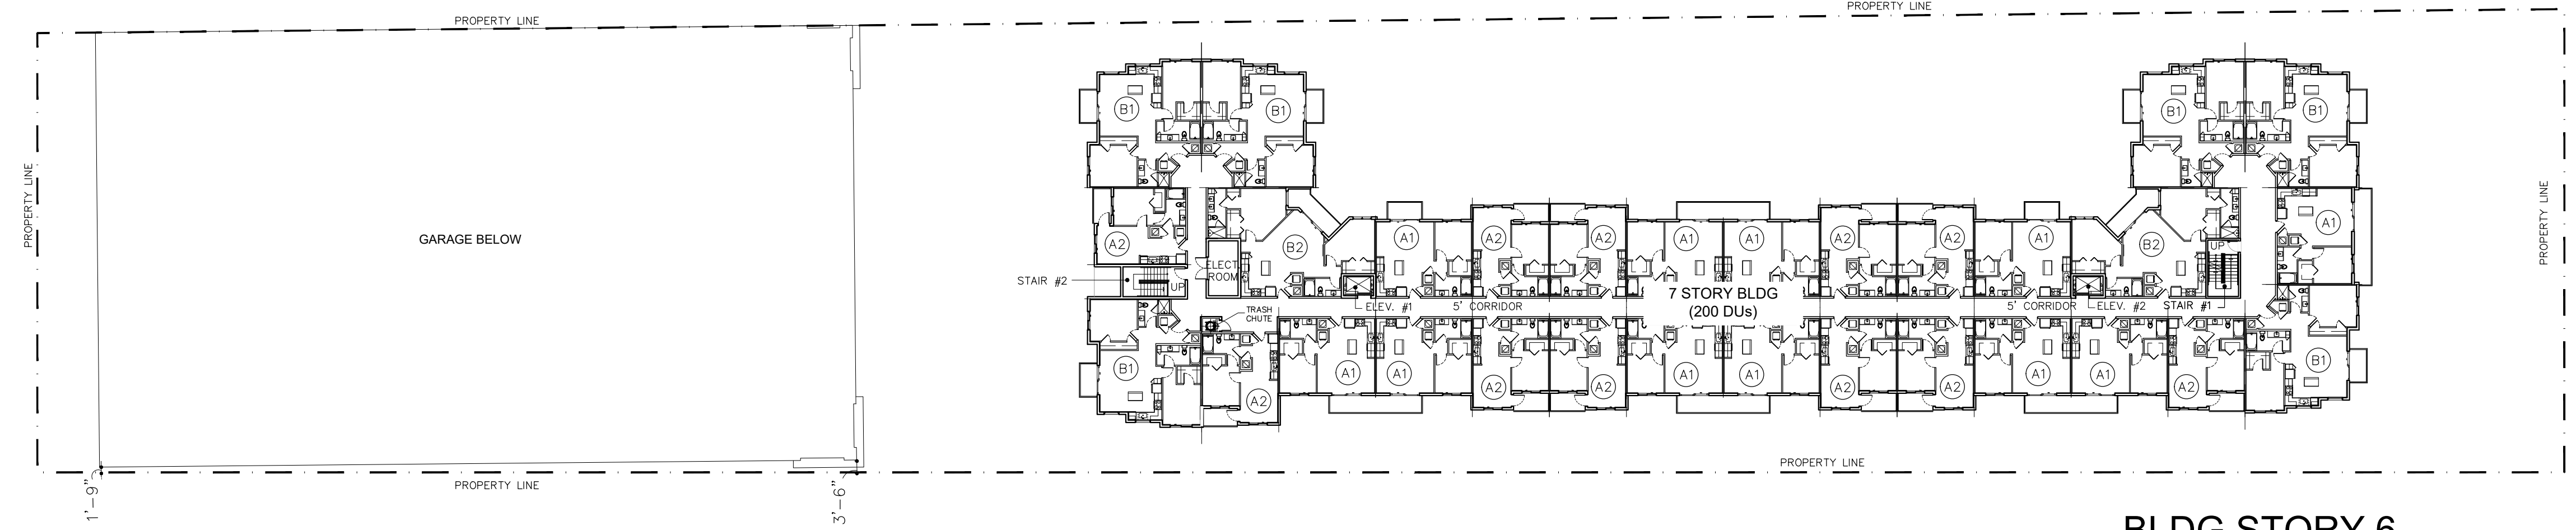 PROPERTY LINE
PROPERTY LINE
PROPERTY LINE
PROPERTY LINE
GARAGE BELOW
B1
B1
B1
B1
A2
B2
A1
A2
A2
A1
A1
A2
A2
A1
B2
A1
UP
ELECT.
ROOM
STAIR #2
UP
TRASH
CHUTE
ELEV. #1
5' CORRIDOR
7 STORY BLDG
(200 DUs)
5' CORRIDOR
ELEV. #2
STAIR #1
B1
A2
A1
A1
A2
A2
A1
A1
A2
A2
A1
A1
A2
B1
PROPERTY LINE
PROPERTY LINE
1'-9"
3'-6"
BLDG STORY 6